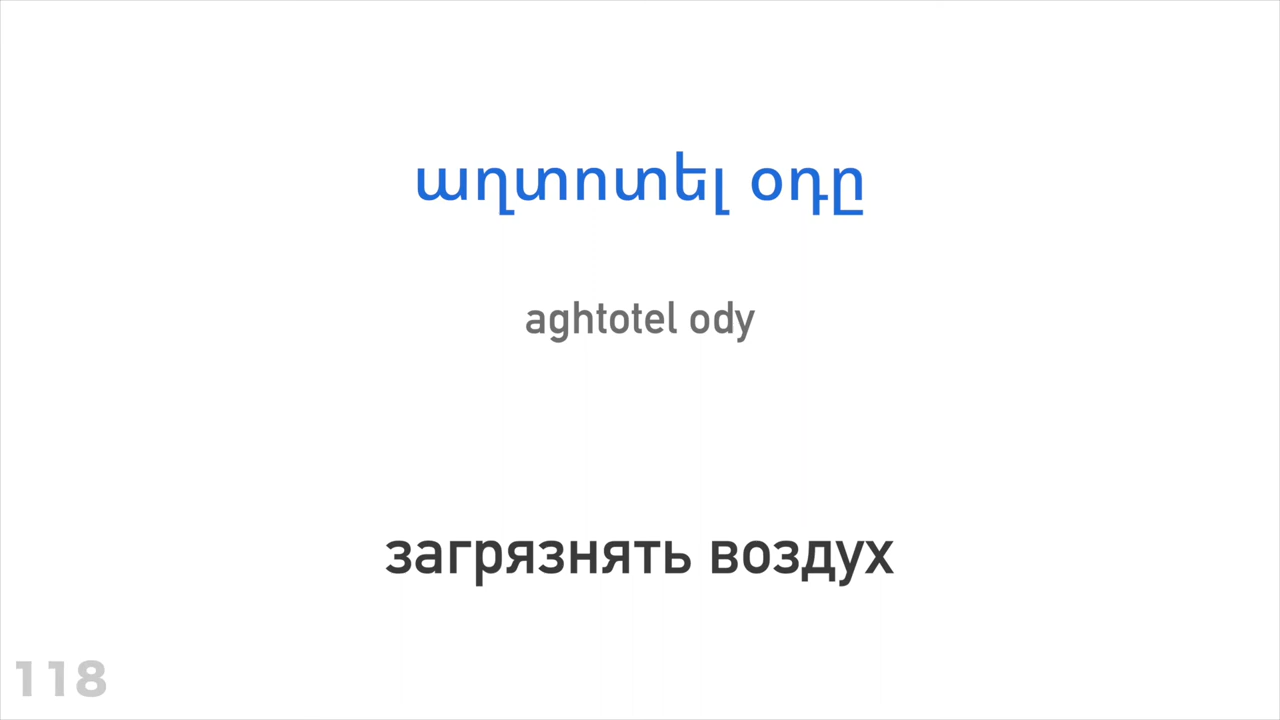 աղտոտել օդը
aghtotel ody
загрязнять воздух
118